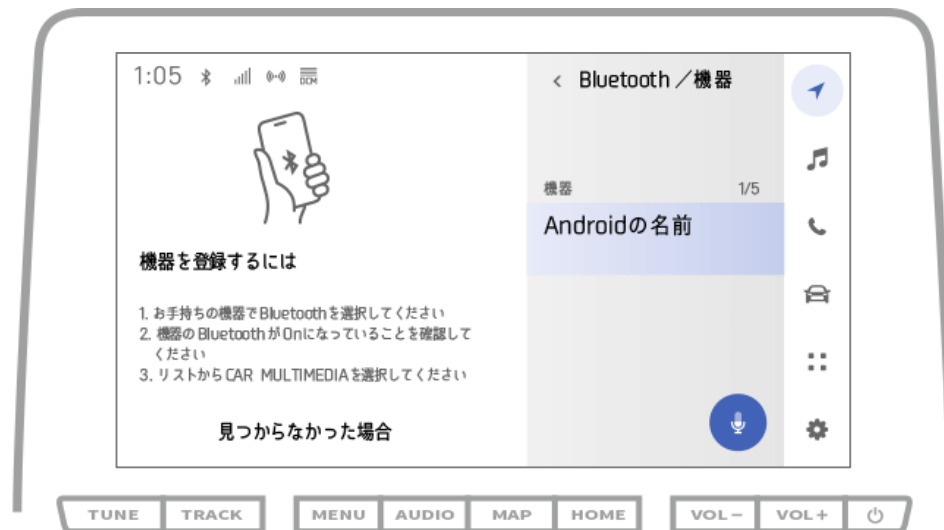 1:05 DCM
Bluetooth／機器
機器 1/5
Androidの名前
機器を登録するには
1. お手持ちの機器でBluetoothを選択してください
2. 機器のBluetoothがOnになっていることを確認して
ください
3. リストからCAR MULTIMEDIAを選択してください
見つからなかった場合
TUNE TRACK MENU AUDIO MAP HOME VOL− VOL+